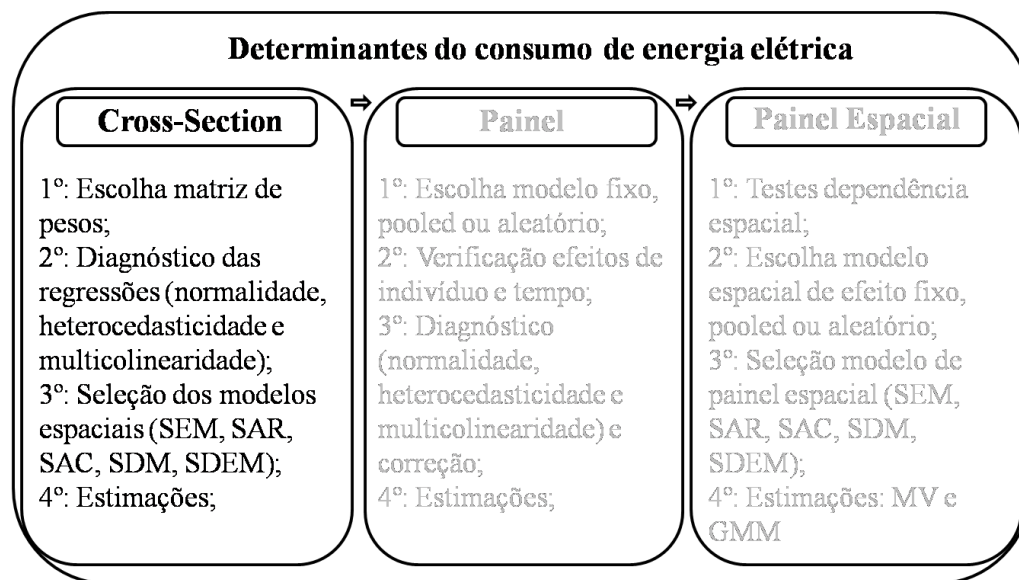 Determinantes do consumo de energia elétrica
Cross-Section
1º: Escolha matriz de
pesos;
2º: Diagnóstico das
regressões (normalidade,
heterocedasticidade e
multicolinearidade);
3º: Seleção dos modelos
espaciais (SEM, SAR,
SAC, SDM, SDEM);
4º: Estimações;
Painel
1º: Escolha modelo fixo,
pooled ou aleatório;
2º: Verificação efeitos de
indivíduo e tempo;
3º: Diagnóstico
(normalidade,
heterocedasticidade e
multicolinearidade) e
correção;
4º: Estimações;
Painel Espacial
1º: Testes dependência
espacial;
2º: Escolha modelo
espacial de efeito fixo,
pooled ou aleatório;
3º: Seleção modelo de
painel espacial (SEM,
SAR, SAC, SDM,
SDEM);
4º: Estimações: MV e
GMM